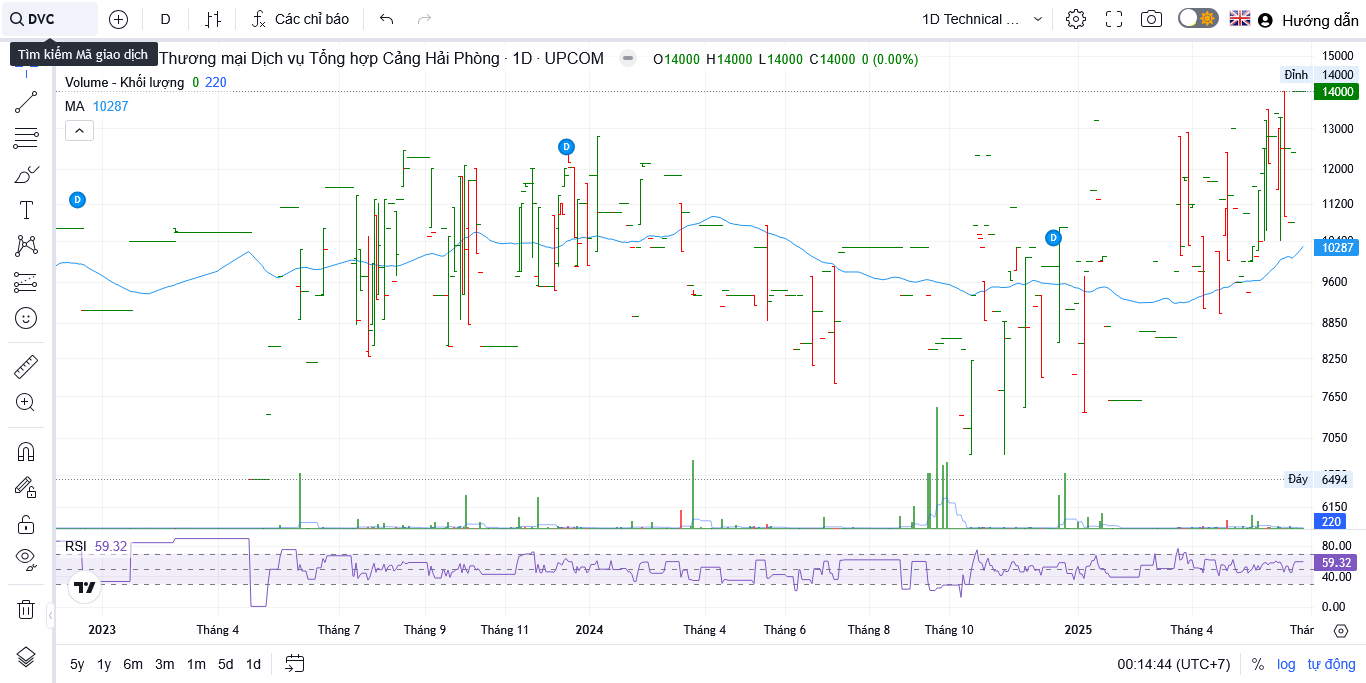 DVC D Các chỉ báo 1D Technical ... Hướng dẫn
Tìm kiếm Mã giao dịch
Thương mại Dịch vụ Tổng hợp Cảng Hải Phòng · 1D · UPCOM O14000 H14000 L14000 C14000 0 (0.00%)
Volume - Khối lượng 0 220
MA 10287
D
D
D
15000
Đỉnh 14000
14000
13000
12000
11200
10287
9600
8850
8250
7650
7050
Đáy 6494
6150
220
RSI 59.32
80.00
59.32
40.00
0.00
2023 Tháng 4 Tháng 7 Tháng 9 Tháng 11 2024 Tháng 4 Tháng 6 Tháng 8 Tháng 10 2025 Tháng 4 Thár
5y 1y 6m 3m 1m 5d 1d 00:14:44 (UTC+7) % log tự động